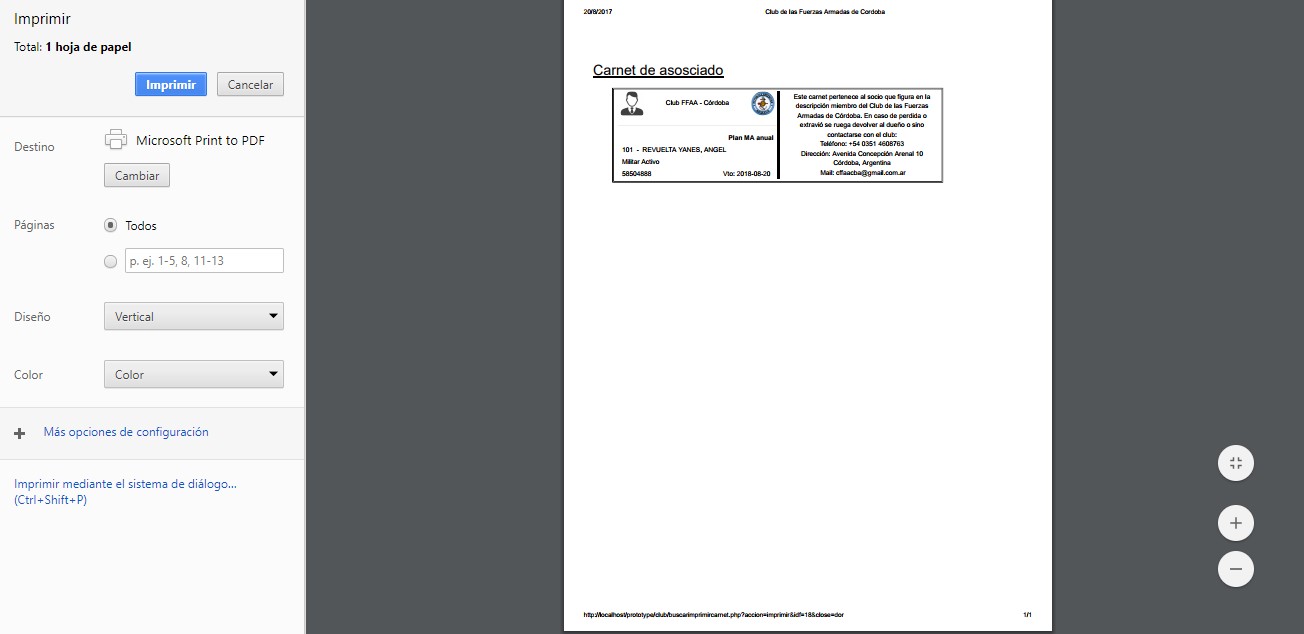 Imprimir
Total: 1 hoja de papel
Imprimir
Cancelar
Destino
Microsoft Print to PDF
Cambiar
Páginas
Todos
p. ej. 1-5, 8, 11-13
Diseño
Vertical
Color
Color
Más opciones de configuración
Imprimir mediante el sistema de diálogo...
(Ctrl+Shift+P)
20/8/2017
Club de las Fuerzas Armadas de Cordoba
Carnet de asosciado
Club FFAA - Córdoba
Plan MA anual
101 - REVUELTA YANES, ANGEL
Militar Activo
58504888
Vto: 2018-08-20
Este carnet pertenece al socio que figura en la
descripción miembro del Club de las Fuerzas
Armadas de Córdoba. En caso de perdida o
extravió se ruega devolver al dueño o sino
contactarse con el club:
Teléfono: +54 0351 4608763
Dirección: Avenida Concepción Arenal 10
Córdoba, Argentina
Mail: cffaacba@gmail.com.ar
http://localhost/prototype/club/buscarimprimircarnet.php?accion=imprimir&idf=18&close=dor
1/1